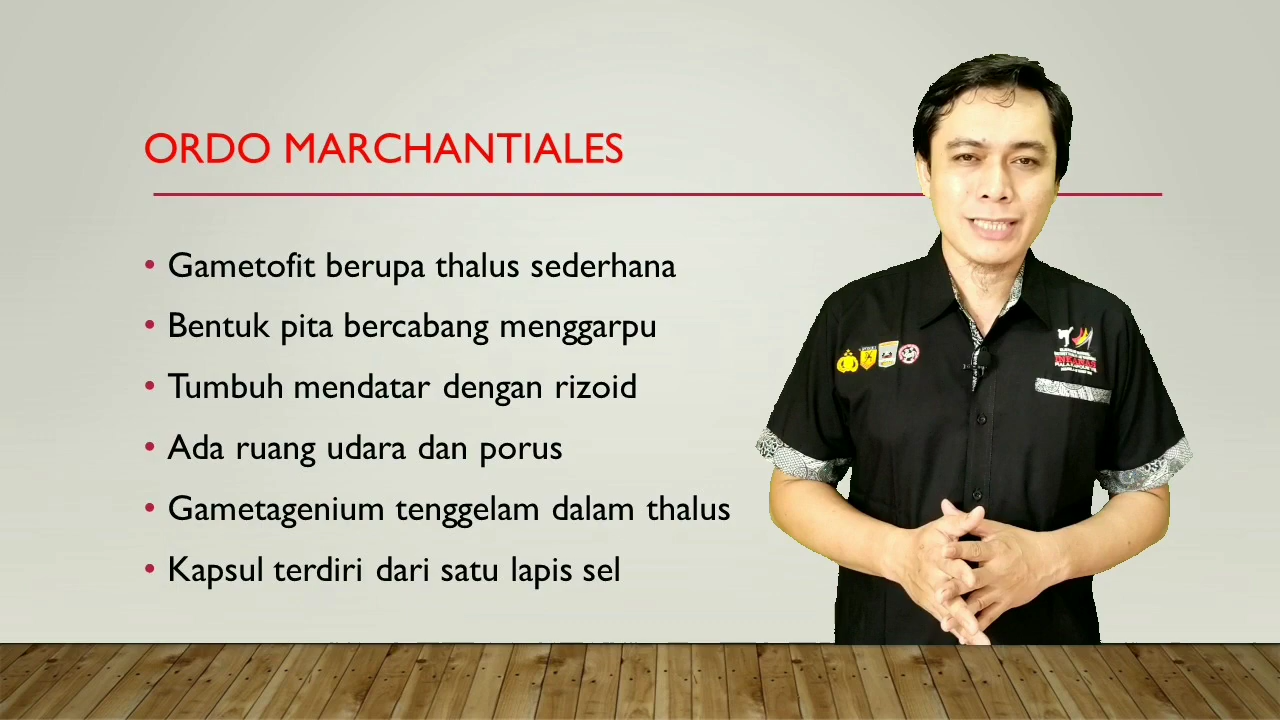 ORDO MARCHANTIALES
• Gametofit berupa thalus sederhana
• Bentuk pita bercabang menggarpu
• Tumbuh mendatar dengan rizoid
• Ada ruang udara dan porus
• Gametagenium tenggelam dalam thalus
• Kapsul terdiri dari satu lapis sel